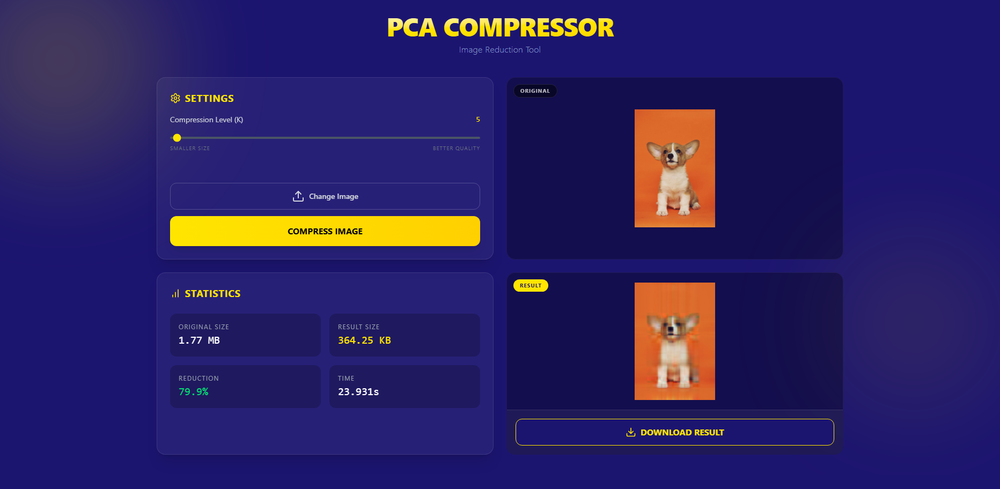 PCA COMPRESSOR
Image Reduction Tool
SETTINGS
Compression Level (K)
5
SMALLER SIZE
BETTER QUALITY
Change Image
COMPRESS IMAGE
ORIGINAL
STATISTICS
ORIGINAL SIZE
1.77 MB
RESULT SIZE
364.25 KB
REDUCTION
79.9%
TIME
23.931s
RESULT
DOWNLOAD RESULT